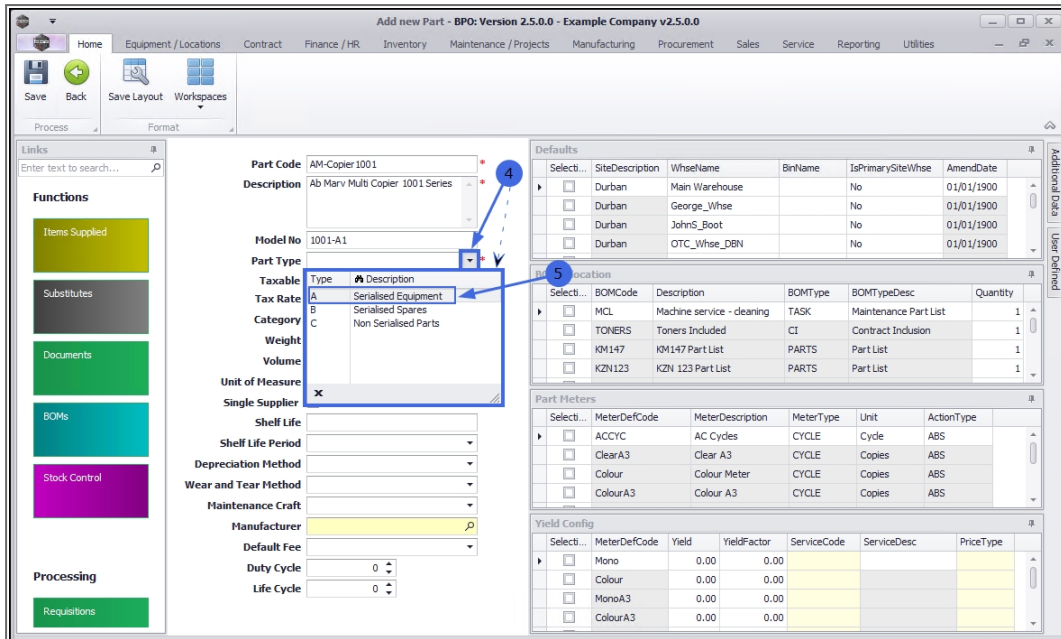 Add new Part - BPO: Version 2.5.0.0 - Example Company v2.5.0.0
Home Equipment / Locations Contract Finance / HR Inventory Maintenance / Projects Manufacturing Procurement Sales Service Reporting Utilities
Save Back Save Layout Workspaces
Process Format
Links
Enter text to search...
Functions
Items Supplied
Substitutes
Documents
BOMs
Stock Control
Processing
Requisitions
Part Code AM-Copier1001 *
Description Ab Marv Multi Copier 1001 Series *
4
Model No 1001-A1
Part Type *
Taxable
Tax Rate
Category
Weight
Volume
Unit of Measure
Single Supplier
Shelf Life
Shelf Life Period
Depreciation Method
Wear and Tear Method
Maintenance Craft
Manufacturer
Default Fee
Duty Cycle 0
Life Cycle 0
Type Description
A Serialised Equipment
B Serialised Spares
C Non Serialised Parts
x
5
Defaults
Selecti... SiteDescription WhseName BinName IsPrimarySiteWhse AmendDate
Durban Main Warehouse No 01/01/1900
Durban George_Whse No 01/01/1900
Durban JohnS_Boot No 01/01/1900
Durban OTC_Whse_DBN No 01/01/1900
Selecti... BOMCode Description BOMType BOMTypeDesc Quantity
MCL Machine service - cleaning TASK Maintenance Part List 1
TONERS Toners Included CI Contract Inclusion 1
KM147 KM147 Part List PARTS Part List 1
KZN123 KZN 123 Part List PARTS Part List 1
Part Meters
Selecti... MeterDefCode MeterDescription MeterType Unit ActionType
ACCYC AC Cycles CYCLE Cycle ABS
ClearA3 Clear A3 CYCLE Copies ABS
Colour Colour Meter CYCLE Copies ABS
ColourA3 Colour A3 CYCLE Copies ABS
Yield Config
Selecti... MeterDefCode Yield YieldFactor ServiceCode ServiceDesc PriceType
Mono 0.00 0.00
Colour 0.00 0.00
MonoA3 0.00 0.00
ColourA3 0.00 0.00
Additional Data
User Defined